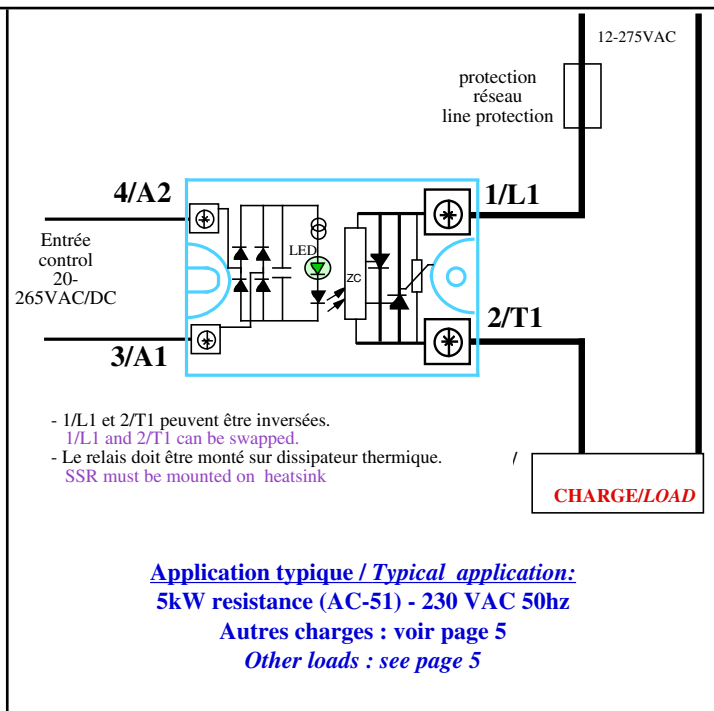 12-275VAC
protection
réseau
line protection
4/A2
1/L1
Entrée
control
20-
265VAC/DC
LED
ZC
3/A1
2/T1
- 1/L1 et 2/T1 peuvent être inversées.
1/L1 and 2/T1 can be swapped.
- Le relais doit être monté sur dissipateur thermique.
SSR must be mounted on heatsink
/
CHARGE/LOAD
Application typique / Typical application:
5kW resistance (AC-51) - 230 VAC 50hz
Autres charges : voir page 5
Other loads : see page 5